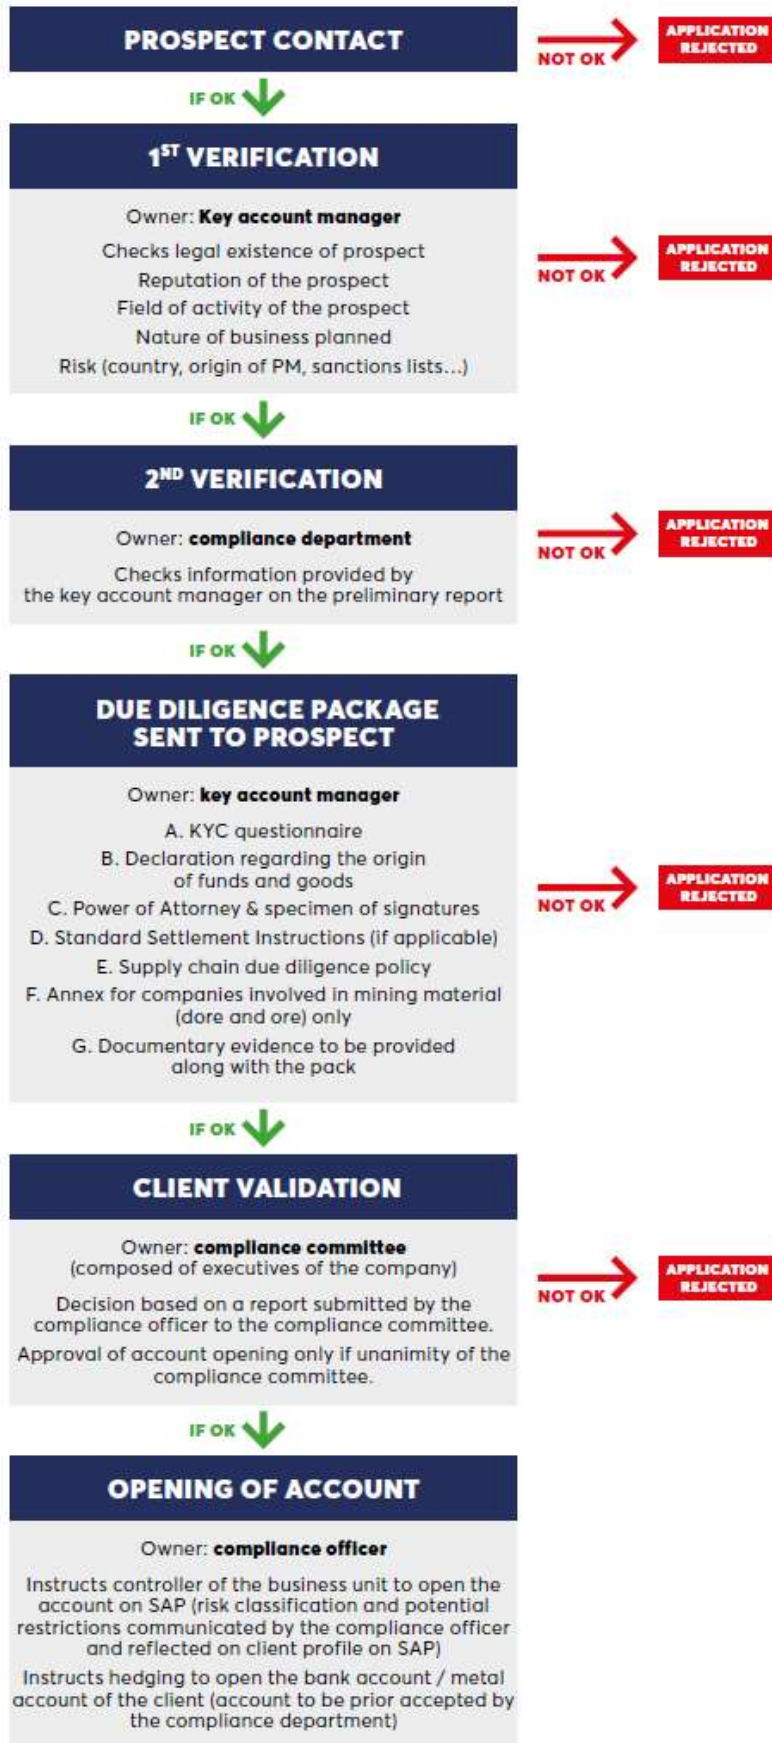 PROSPECT CONTACT
NOT OK
APPLICATION
REJECTED
IF OK
1ST VERIFICATION
Owner: Key account manager
Checks legal existence of prospect
Reputation of the prospect
Field of activity of the prospect
Nature of business planned
Risk (country, origin of PM, sanctions lists...)
NOT OK
APPLICATION
REJECTED
IF OK
2ND VERIFICATION
Owner: compliance department
Checks information provided by
the key account manager on the preliminary report
NOT OK
APPLICATION
REJECTED
IF OK
DUE DILIGENCE PACKAGE
SENT TO PROSPECT
Owner: key account manager
A. KYC questionnaire
B. Declaration regarding the origin
of funds and goods
C. Power of Attorney & specimen of signatures
D. Standard Settlement Instructions (if applicable)
E. Supply chain due diligence policy
F. Annex for companies involved in mining material
(dore and ore) only
G. Documentary evidence to be provided
along with the pack
NOT OK
APPLICATION
REJECTED
IF OK
CLIENT VALIDATION
Owner: compliance committee
(composed of executives of the company)
Decision based on a report submitted by the
compliance officer to the compliance committee.
Approval of account opening only if unanimity of the
compliance committee.
NOT OK
APPLICATION
REJECTED
IF OK
OPENING OF ACCOUNT
Owner: compliance officer
Instructs controller of the business unit to open the
account on SAP (risk classification and potential
restrictions communicated by the compliance officer
and reflected on client profile on SAP)
Instructs hedging to open the bank account / metal
account of the client (account to be prior accepted by
the compliance department)